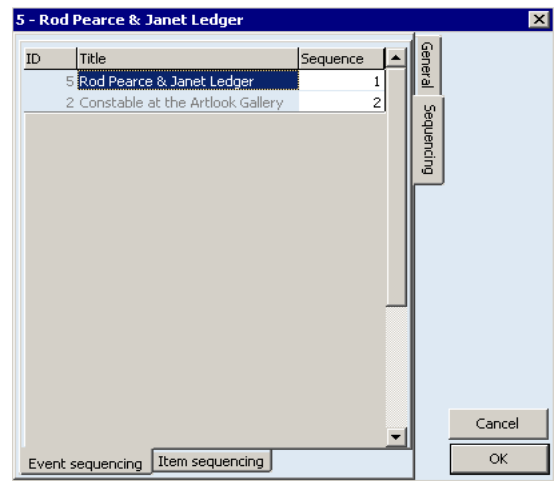 5 - Rod Pearce & Janet Ledger
General
ID Title Sequence
5 Rod Pearce & Janet Ledger 1
2 Constable at the Artlook Gallery 2
Sequencing
Cancel
OK
Event sequencing Item sequencing